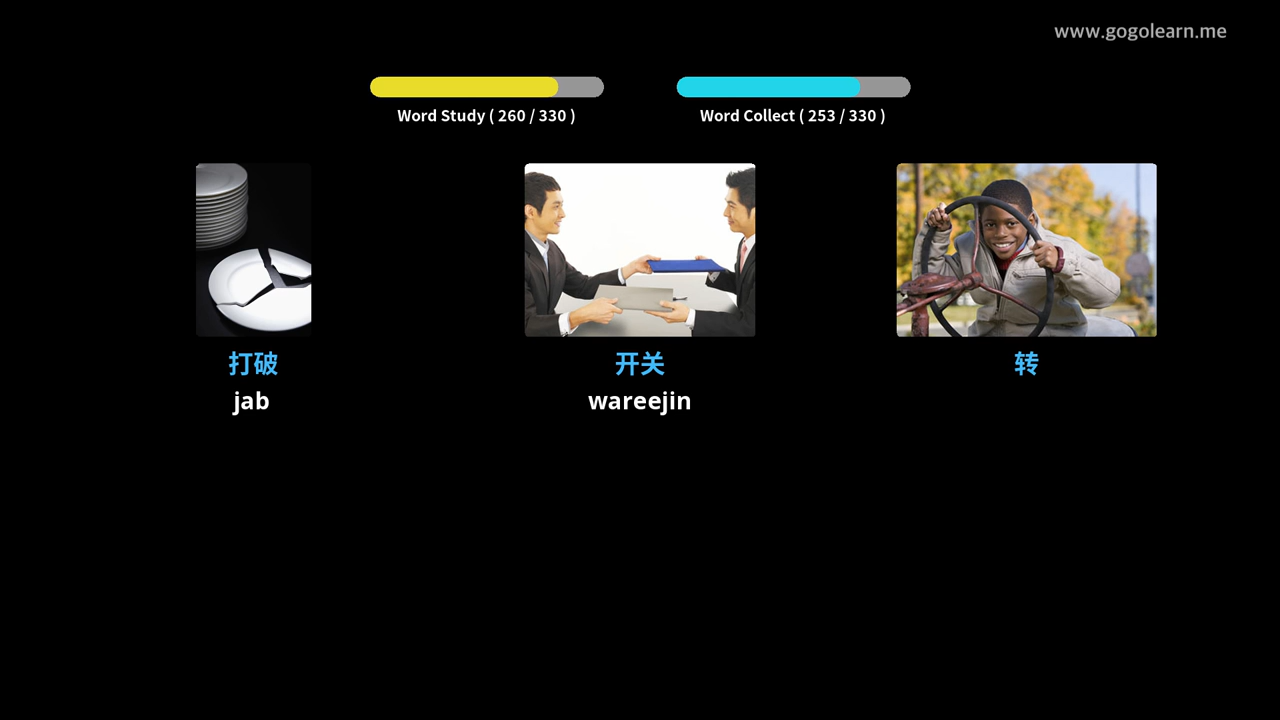 www.gogolearn.me
Word Study ( 260 / 330 )
Word Collect ( 253 / 330 )
打破
jab
开关
wareejin
转